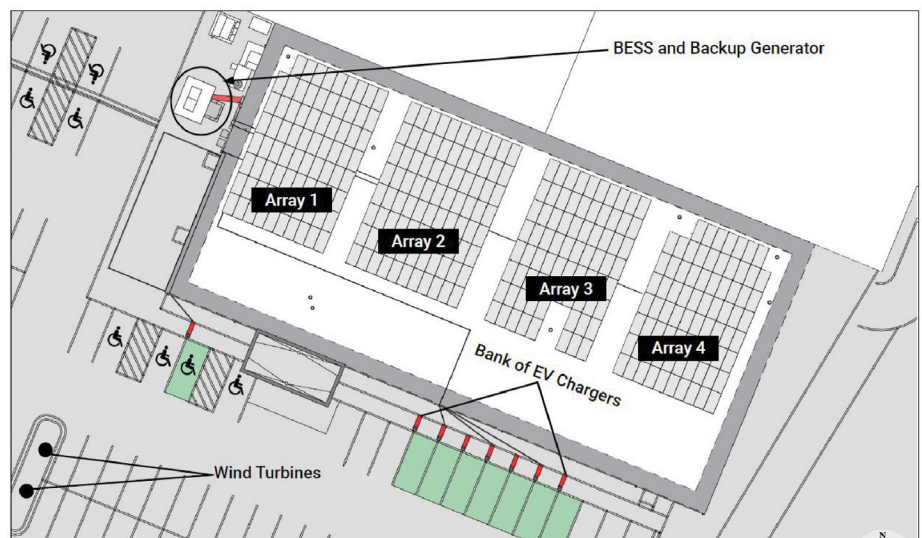 BESS and Backup Generator
Array 1
Array 2
Array 3
Array 4
Bank of EV Chargers
Wind Turbines
N